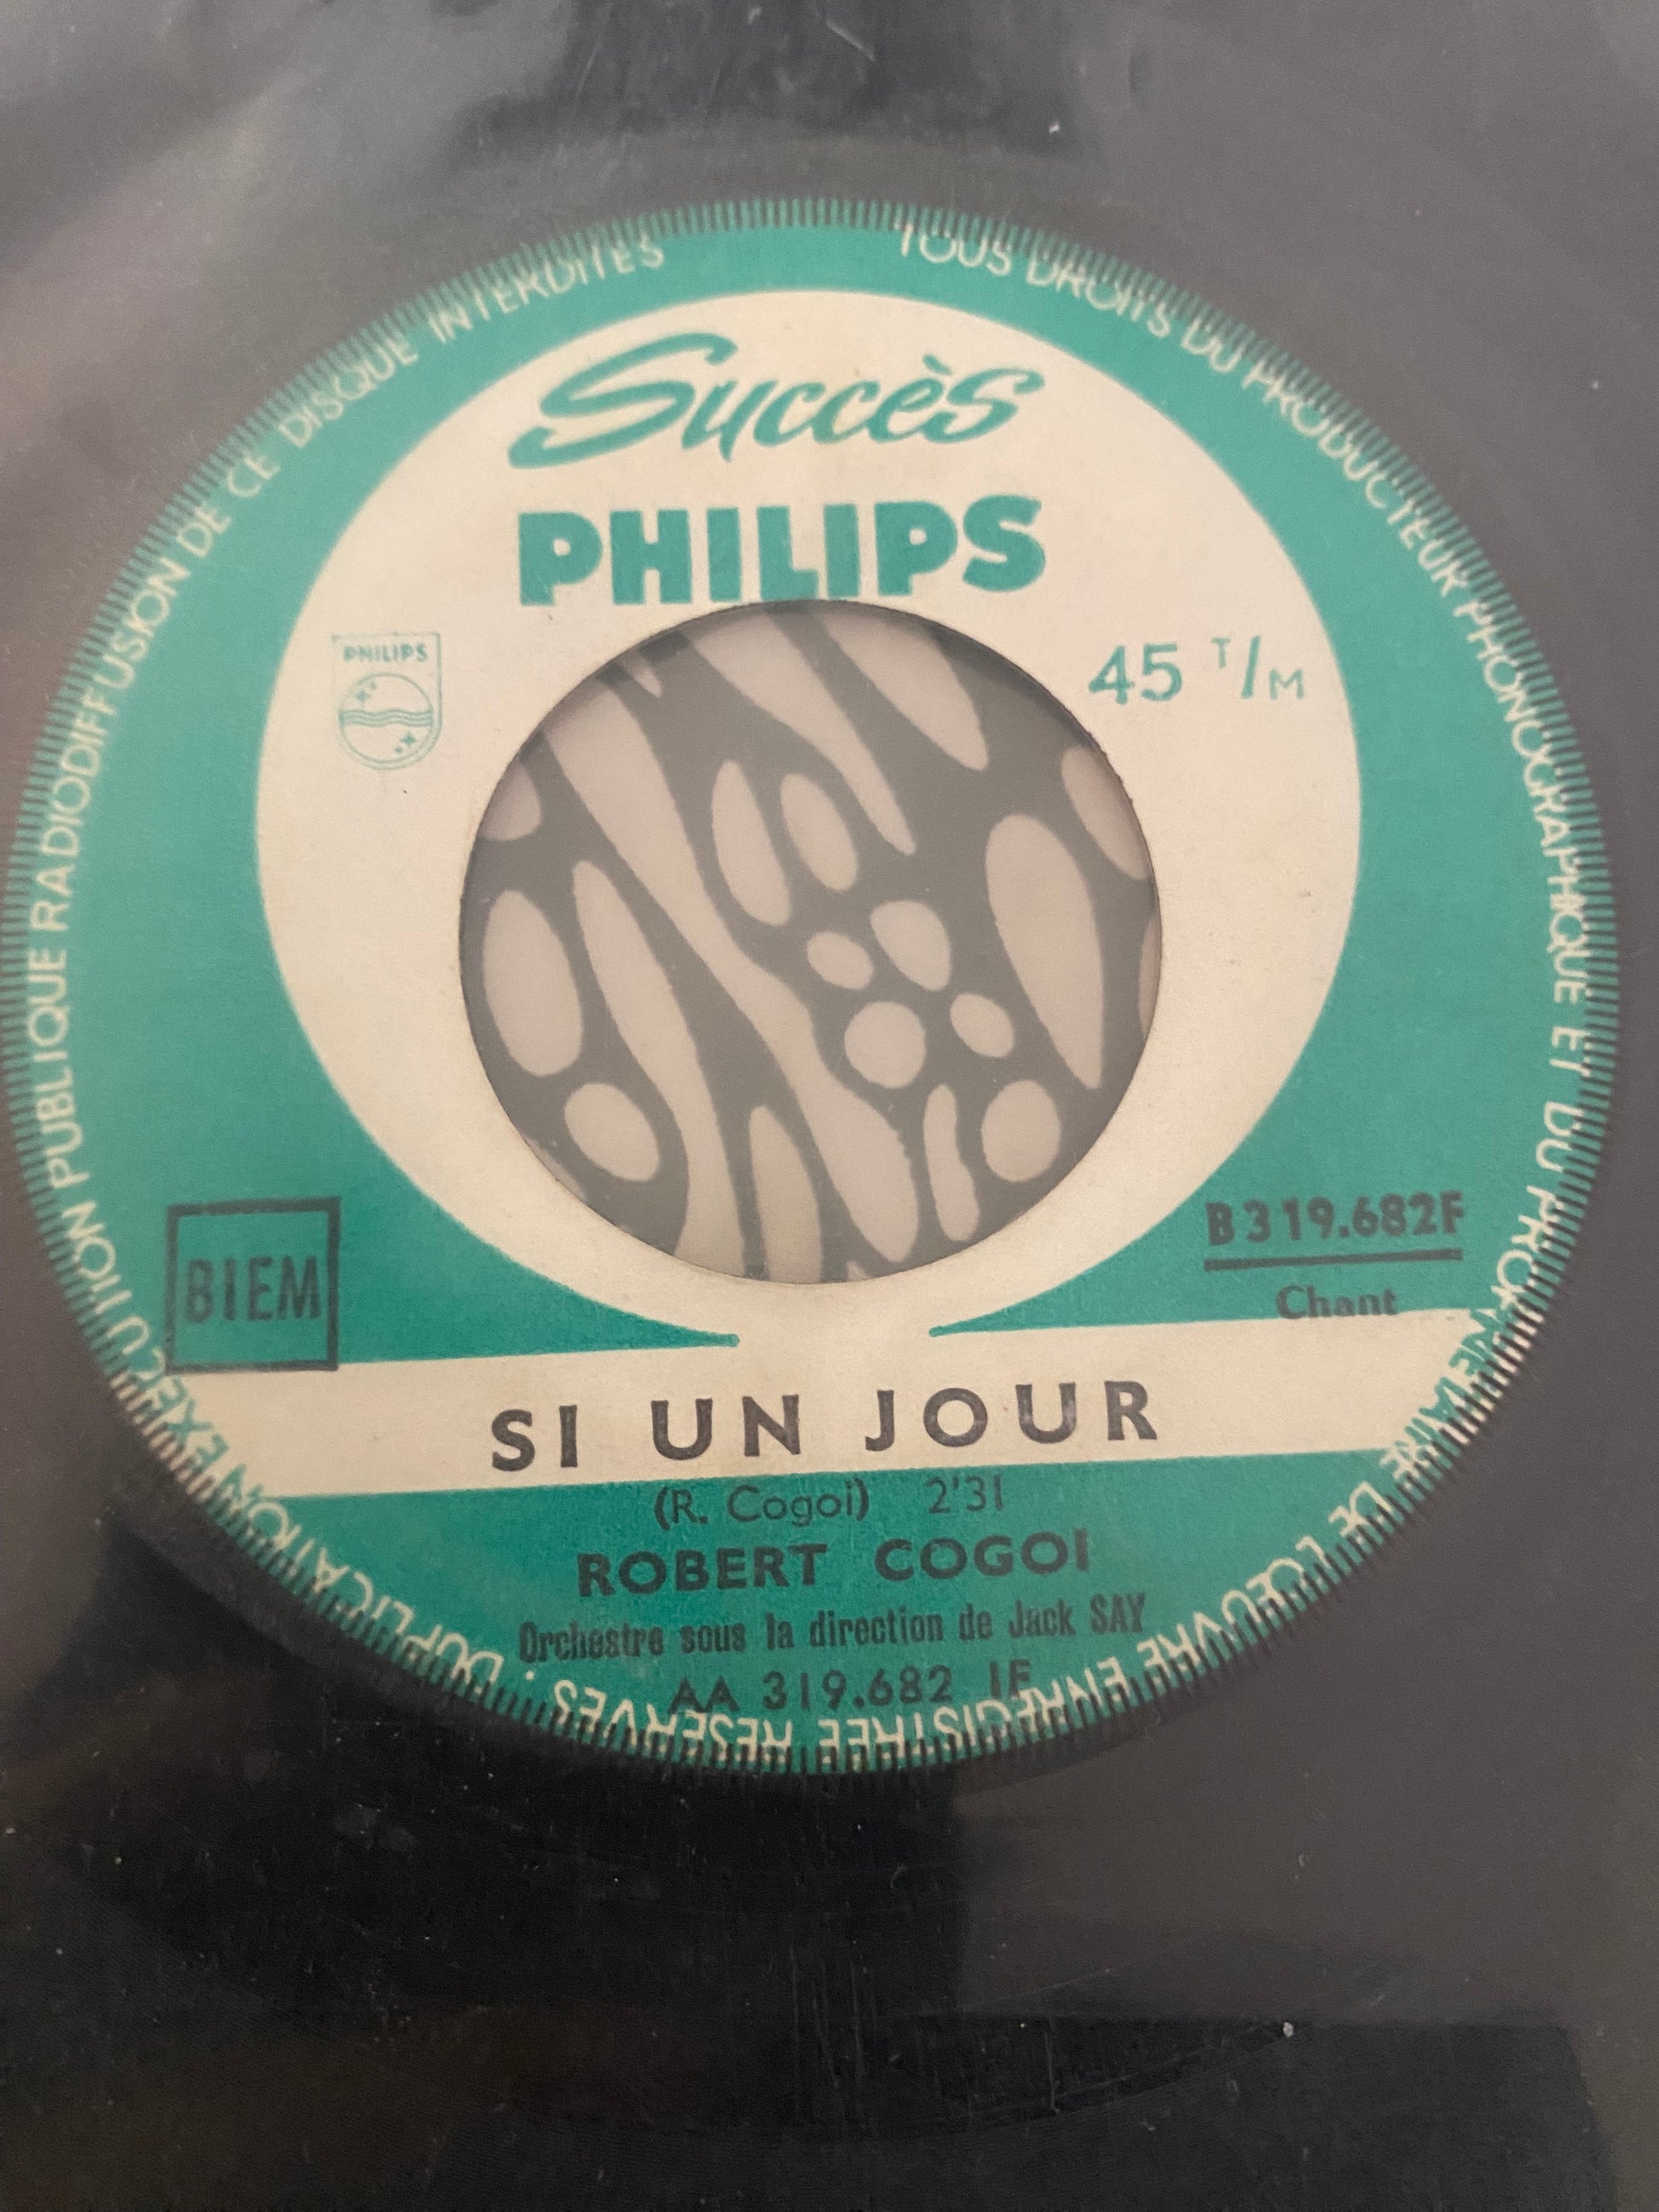 TOUS DROITS DU PRODUCTEUR PHONOGRAPHIQUE ET DU PROPRIETAIRE DE L'ŒUVRE ENREGISTREE RESERVES . DUPLICATION EXECUTION PUBLIQUE RADIODIFFUSION DE CE DISQUE INTERDITES
Succès
PHILIPS
PHILIPS
45 T/M
BIEM
B 319.682F
Chant
SI UN JOUR
(R. Cogoi) 2'31
ROBERT COGOI
Orchestre sous la direction de Jack SAY
AA 319.682 1F